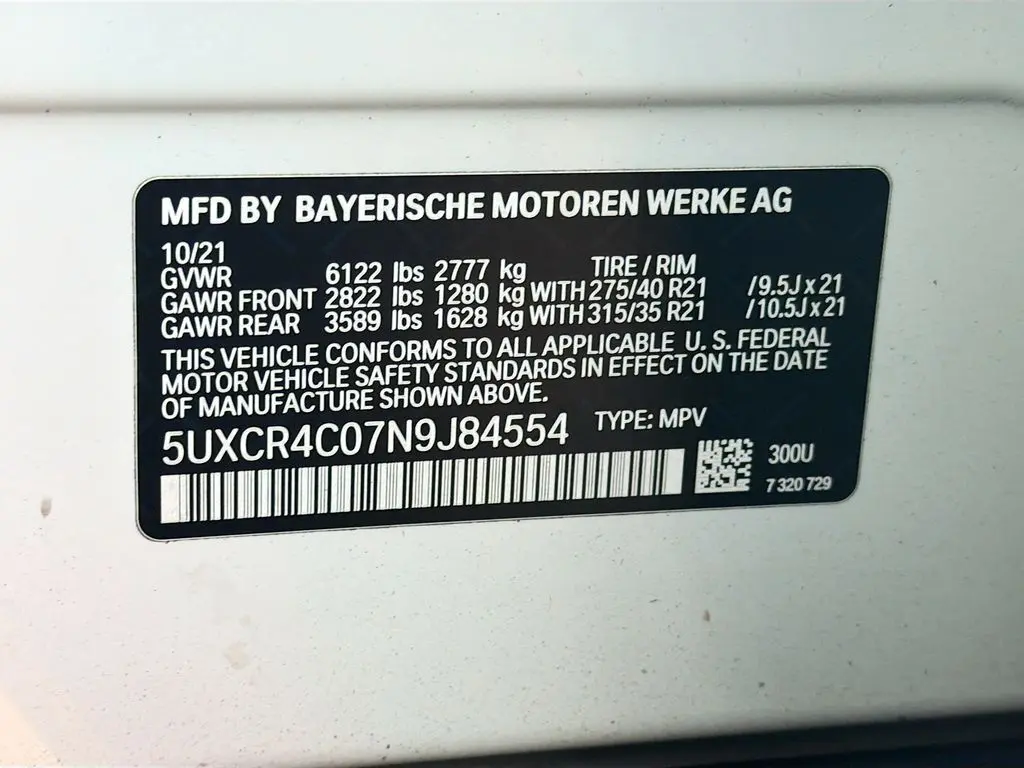 MFD BY BAYERISCHE MOTOREN WERKE AG
10/21
GVWR 6122 lbs 2777 kg TIRE / RIM
GAWR FRONT 2822 lbs 1280 kg WITH 275/40 R21 /9.5J x 21
GAWR REAR 3589 lbs 1628 kg WITH 315/35 R21 /10.5J x 21
THIS VEHICLE CONFORMS TO ALL APPLICABLE U. S. FEDERAL
MOTOR VEHICLE SAFETY STANDARDS IN EFFECT ON THE DATE
OF MANUFACTURE SHOWN ABOVE.
5UXCR4C07N9J84554 TYPE: MPV
300U
7 320 729